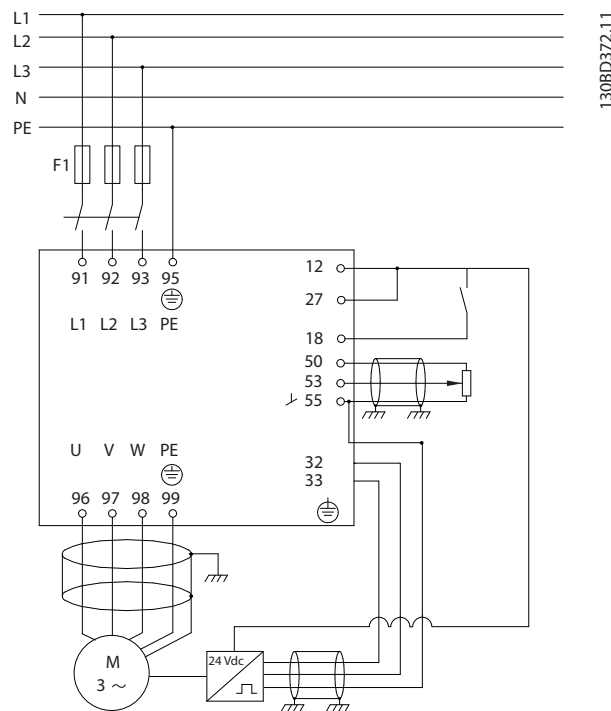 L1
L2
L3
N
PE
130BD372.11
F1
91 92 93 95
L1 L2 L3 PE
12
27
18
50
53
55
U V W PE
32
33
96 97 98 99
M
3 ~
24 Vdc